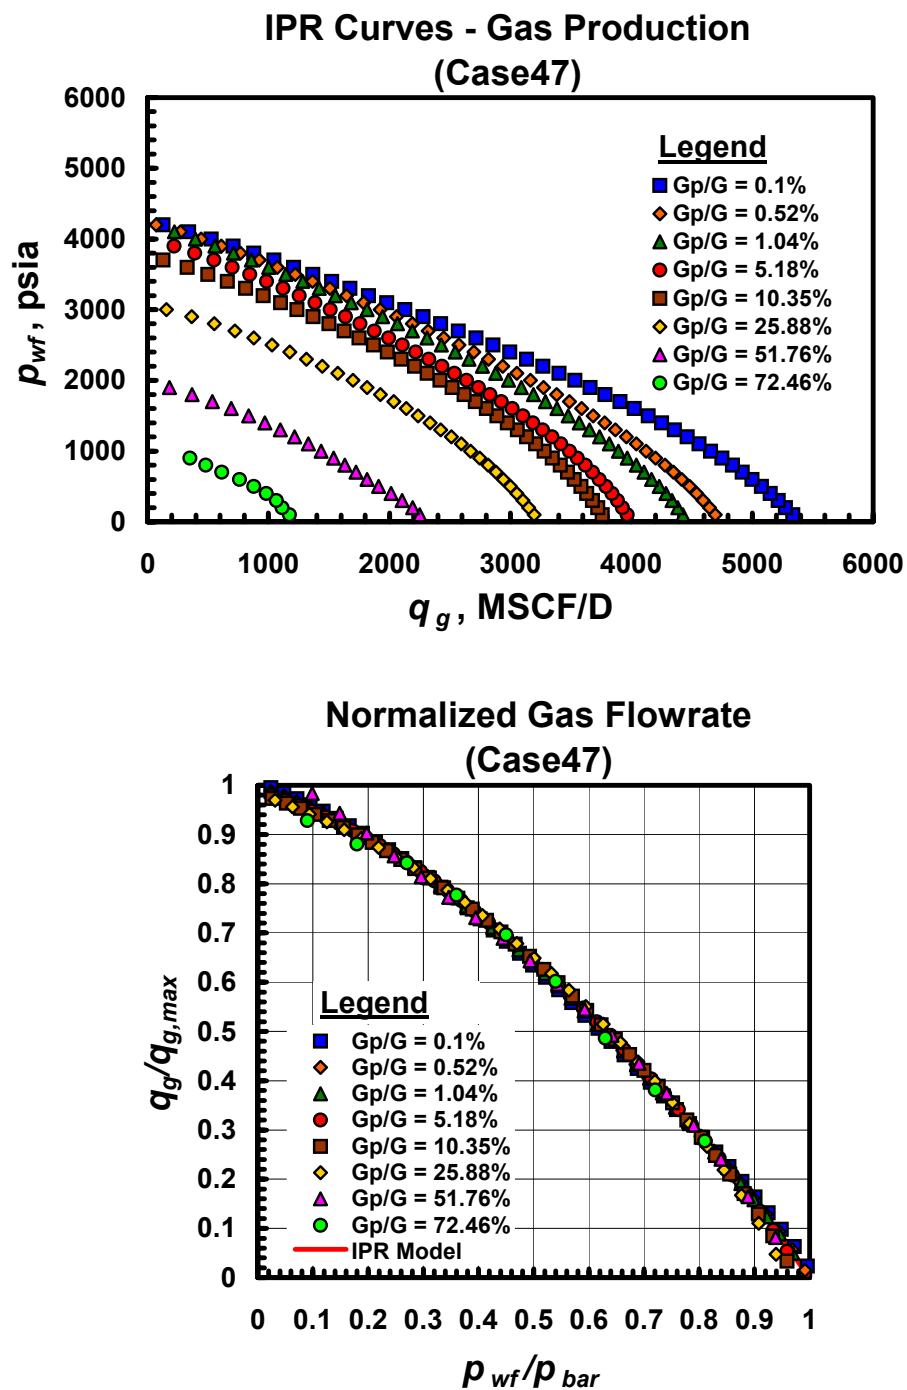 IPR Curves - Gas Production
(Case47)
6000
5000
4000
3000
2000
1000
0
p wf , psia
Legend
Gp/G = 0.1%
Gp/G = 0.52%
Gp/G = 1.04%
Gp/G = 5.18%
Gp/G = 10.35%
Gp/G = 25.88%
Gp/G = 51.76%
Gp/G = 72.46%
0 1000 2000 3000 4000 5000 6000
q g , MSCF/D
Normalized Gas Flowrate
(Case47)
1
0.9
0.8
0.7
0.6
0.5
0.4
0.3
0.2
0.1
0
q g /q g,max
Legend
Gp/G = 0.1%
Gp/G = 0.52%
Gp/G = 1.04%
Gp/G = 5.18%
Gp/G = 10.35%
Gp/G = 25.88%
Gp/G = 51.76%
Gp/G = 72.46%
IPR Model
0 0.1 0.2 0.3 0.4 0.5 0.6 0.7 0.8 0.9 1
p wf /p bar